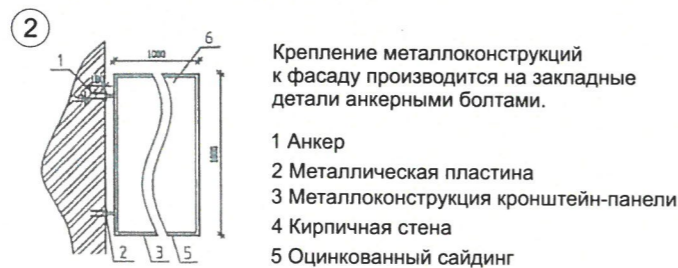 2
1
1000
6
100
1000
2
3
5
Крепление металлоконструкций
к фасаду производится на закладные
детали анкерными болтами.
1 Анкер
2 Металлическая пластина
3 Металлоконструкция кронштейн-панели
4 Кирпичная стена
5 Оцинкованный сайдинг